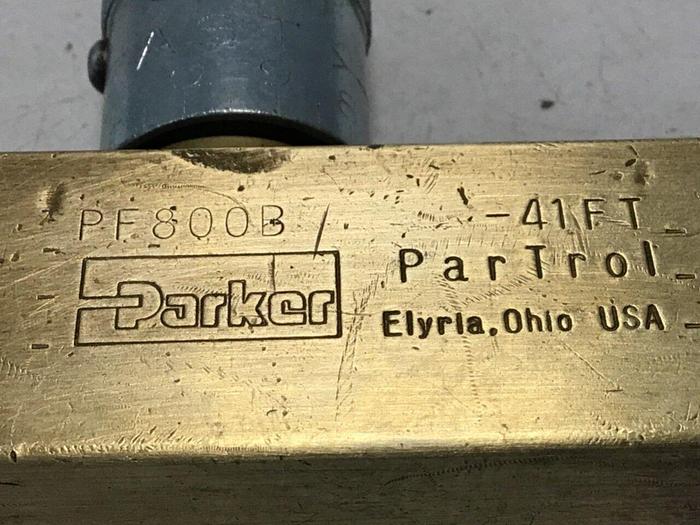 PF800B -41FT
Parker
ParTrol
Elyria, Ohio USA